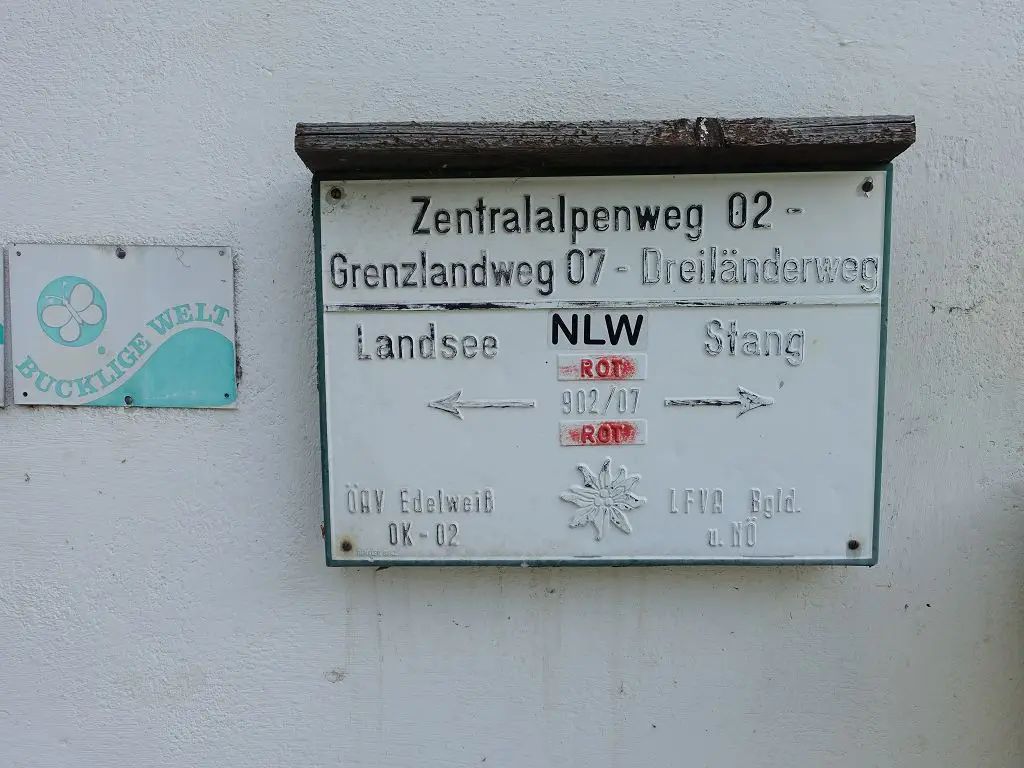 BUCKLIGE WELT
Zentralalpenweg 02 -
Grenzlandweg 07 - Dreiländerweg
Landsee NLW Stang
ROT
902/07
ROT
ÖAV Edelweiß LFVA Bgld.
OK-02 u. NÖ